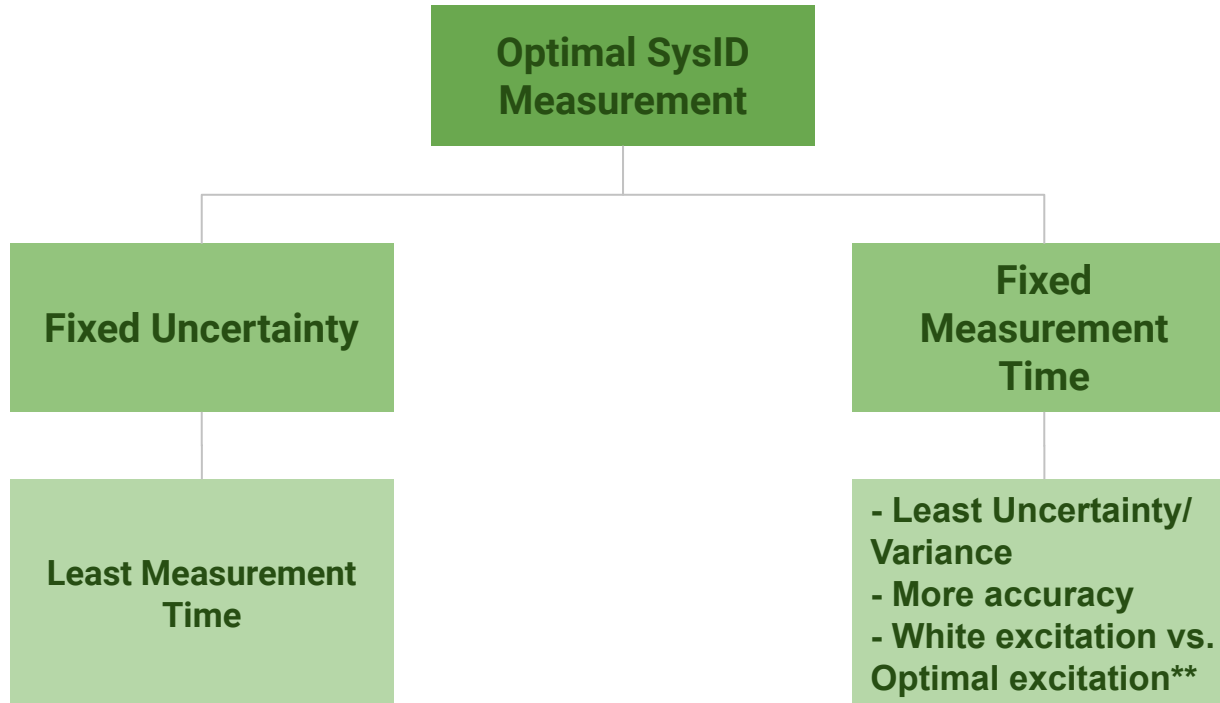 Optimal SysID
Measurement
Fixed Uncertainty
Fixed
Measurement
Time
Least Measurement
Time
- Least Uncertainty/
Variance
- More accuracy
- White excitation vs.
Optimal excitation**